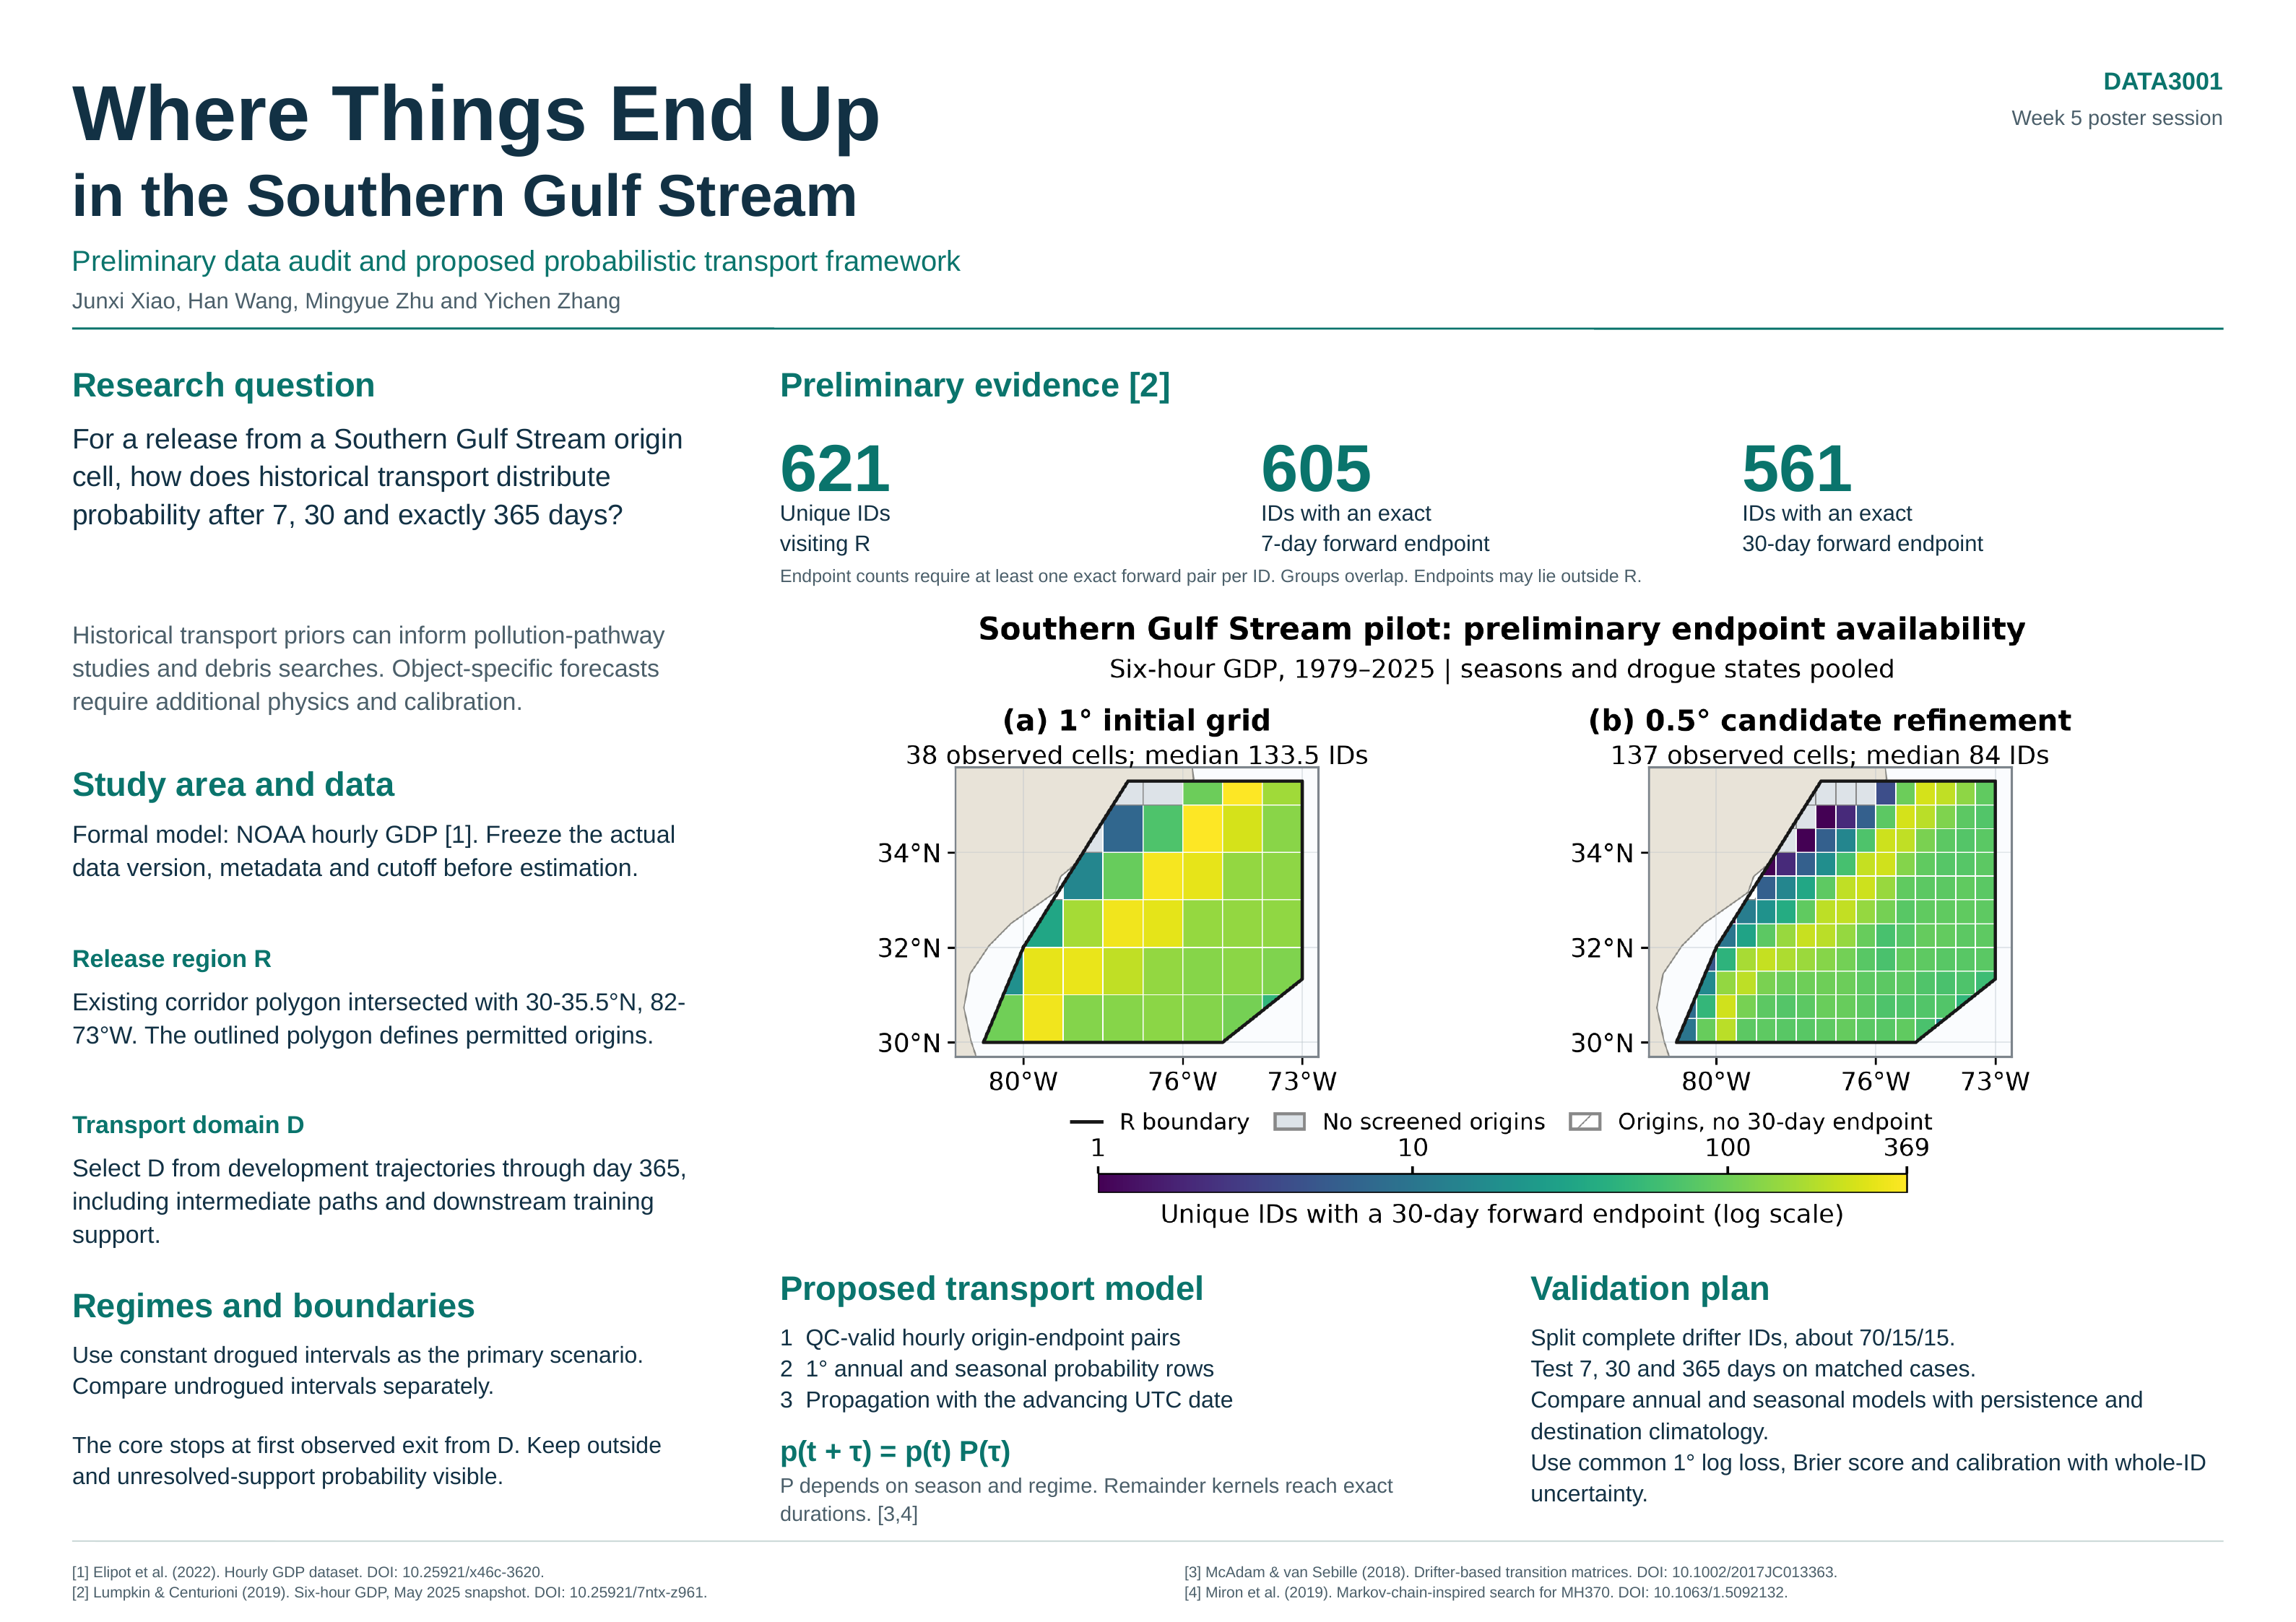 Where Things End Up
in the Southern Gulf Stream
Preliminary data audit and proposed probabilistic transport framework
Junxi Xiao, Han Wang, Mingyue Zhu and Yichen Zhang
DATA3001
Week 5 poster session
Research question
For a release from a Southern Gulf Stream origin
cell, how does historical transport distribute
probability after 7, 30 and exactly 365 days?
Historical transport priors can inform pollution-pathway
studies and debris searches. Object-specific forecasts
require additional physics and calibration.
Study area and data
Formal model: NOAA hourly GDP [1]. Freeze the actual
data version, metadata and cutoff before estimation.
Release region R
Existing corridor polygon intersected with 30-35.5°N, 82-
73°W. The outlined polygon defines permitted origins.
Transport domain D
Select D from development trajectories through day 365,
including intermediate paths and downstream training
support.
Regimes and boundaries
Use constant drogued intervals as the primary scenario.
Compare undrogued intervals separately.
The core stops at first observed exit from D. Keep outside
and unresolved-support probability visible.
Preliminary evidence [2]
621
Unique IDs
visiting R
605
IDs with an exact
7-day forward endpoint
561
IDs with an exact
30-day forward endpoint
Endpoint counts require at least one exact forward pair per ID. Groups overlap. Endpoints may lie outside R.
Southern Gulf Stream pilot: preliminary endpoint availability
Six-hour GDP, 1979–2025 | seasons and drogue states pooled
(a) 1° initial grid
38 observed cells; median 133.5 IDs
34°N
32°N
30°N
80°W 76°W 73°W
(b) 0.5° candidate refinement
137 observed cells; median 84 IDs
34°N
32°N
30°N
80°W 76°W 73°W
R boundary No screened origins Origins, no 30-day endpoint
1 10 100 369
Unique IDs with a 30-day forward endpoint (log scale)
Proposed transport model
1 QC-valid hourly origin-endpoint pairs
2 1° annual and seasonal probability rows
3 Propagation with the advancing UTC date
p(t + τ) = p(t) P(τ)
P depends on season and regime. Remainder kernels reach exact
durations. [3,4]
Validation plan
Split complete drifter IDs, about 70/15/15.
Test 7, 30 and 365 days on matched cases.
Compare annual and seasonal models with persistence and
destination climatology.
Use common 1° log loss, Brier score and calibration with whole-ID
uncertainty.
[1] Elipot et al. (2022). Hourly GDP dataset. DOI: 10.25921/x46c-3620.
[2] Lumpkin & Centurioni (2019). Six-hour GDP, May 2025 snapshot. DOI: 10.25921/7ntx-z961.
[3] McAdam & van Sebille (2018). Drifter-based transition matrices. DOI: 10.1002/2017JC013363.
[4] Miron et al. (2019). Markov-chain-inspired search for MH370. DOI: 10.1063/1.5092132.